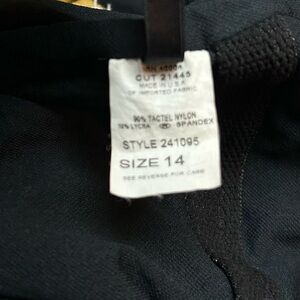 CUT 21445
MADE IN U.S.A.
OF IMPORTED FABRIC
90% TACTEL NYLON
10% LYCRA SPANDEX
STYLE 241095
SIZE 14
SEE REVERSE FOR CARE